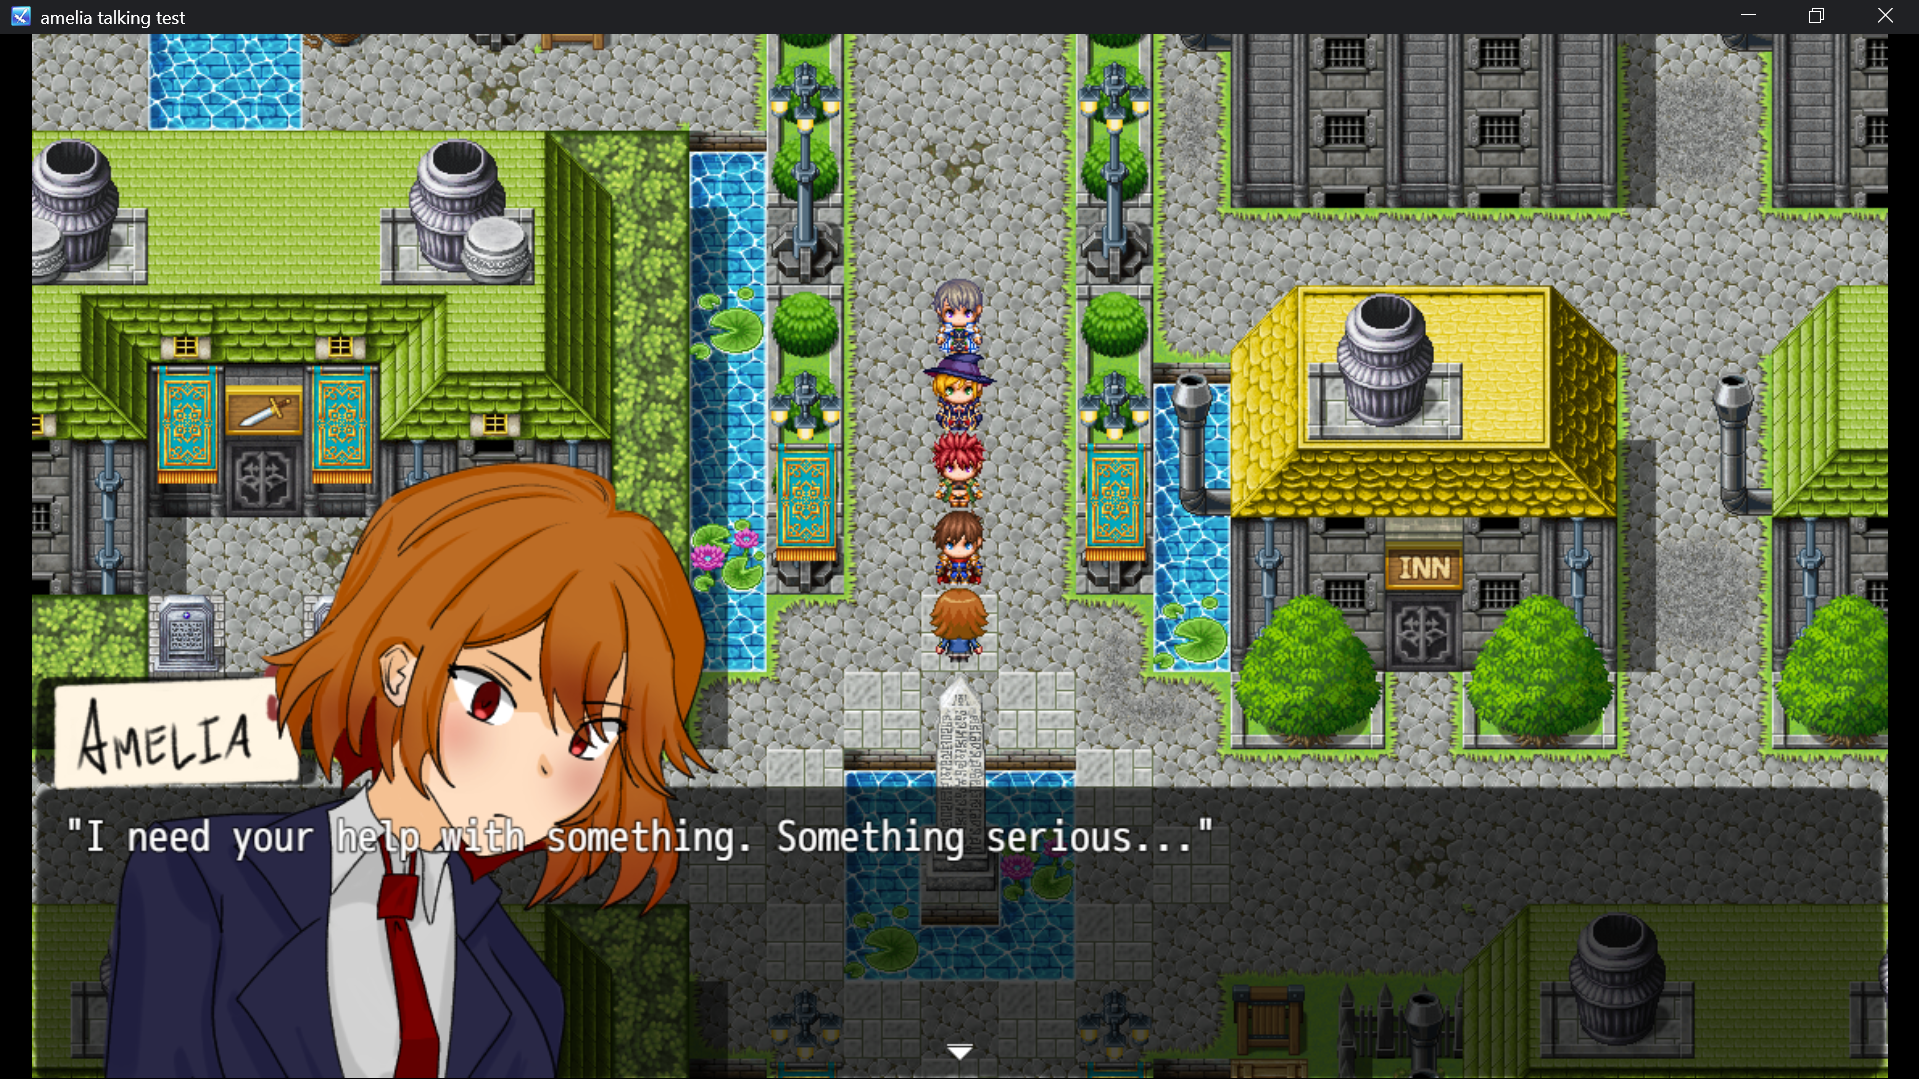 amelia talking test
INN
AMELIA
"I need your help with something. Something serious..."